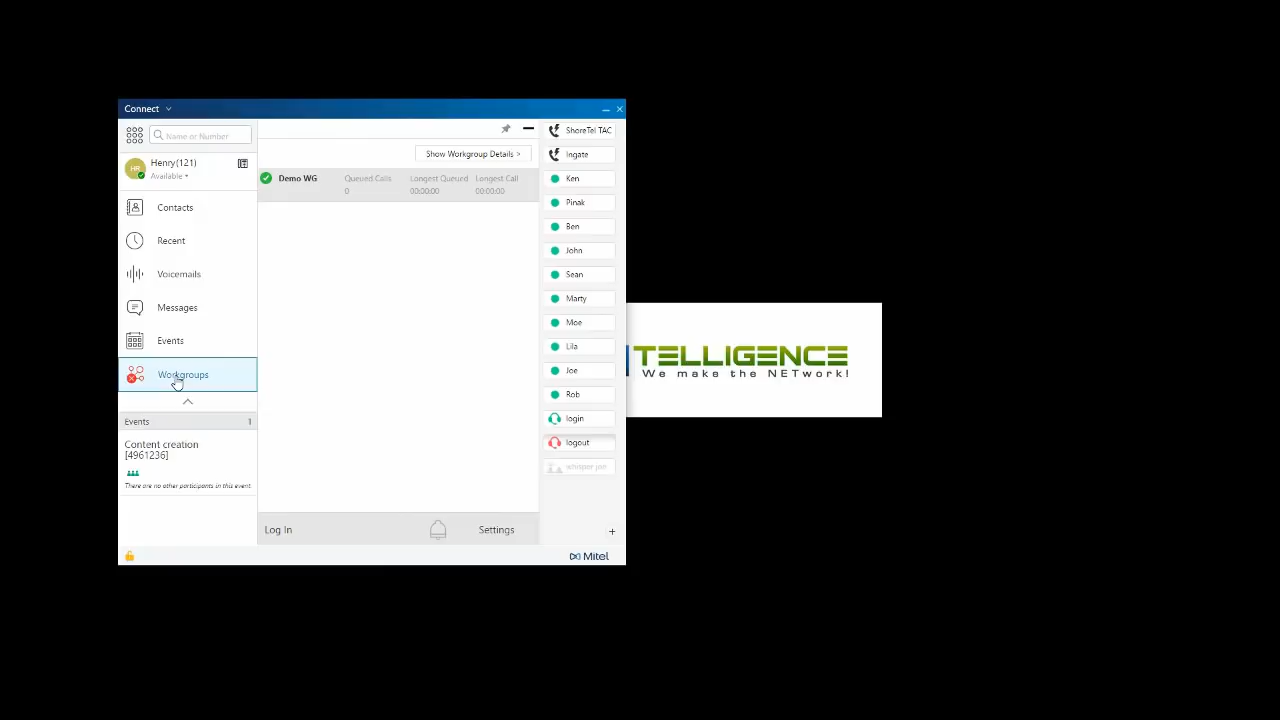 Connect
Name or Number
HR
Henry(121)
Available
Contacts
Recent
Voicemails
Messages
Events
Workgroups
Events 1
Content creation
[4961236]
There are no other participants in this event.
Show Workgroup Details >
Demo WG Queued Calls Longest Queued Longest Call
0 00:00:00 00:00:00
Log In
Settings
ShoreTel TAC
Ingate
Ken
Pinak
Ben
John
Sean
Marty
Moe
Lila
Joe
Rob
login
logout
+
Mitel
TELLIGENCE
We make the NETwork!